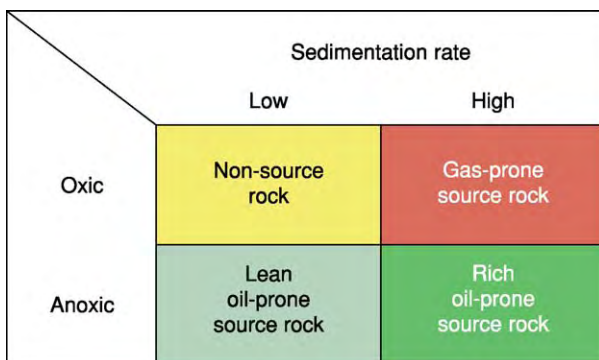 Sedimentation rate
Low High
Oxic
Non-source
rock
Gas-prone
source rock
Anoxic
Lean
oil-prone
source rock
Rich
oil-prone
source rock